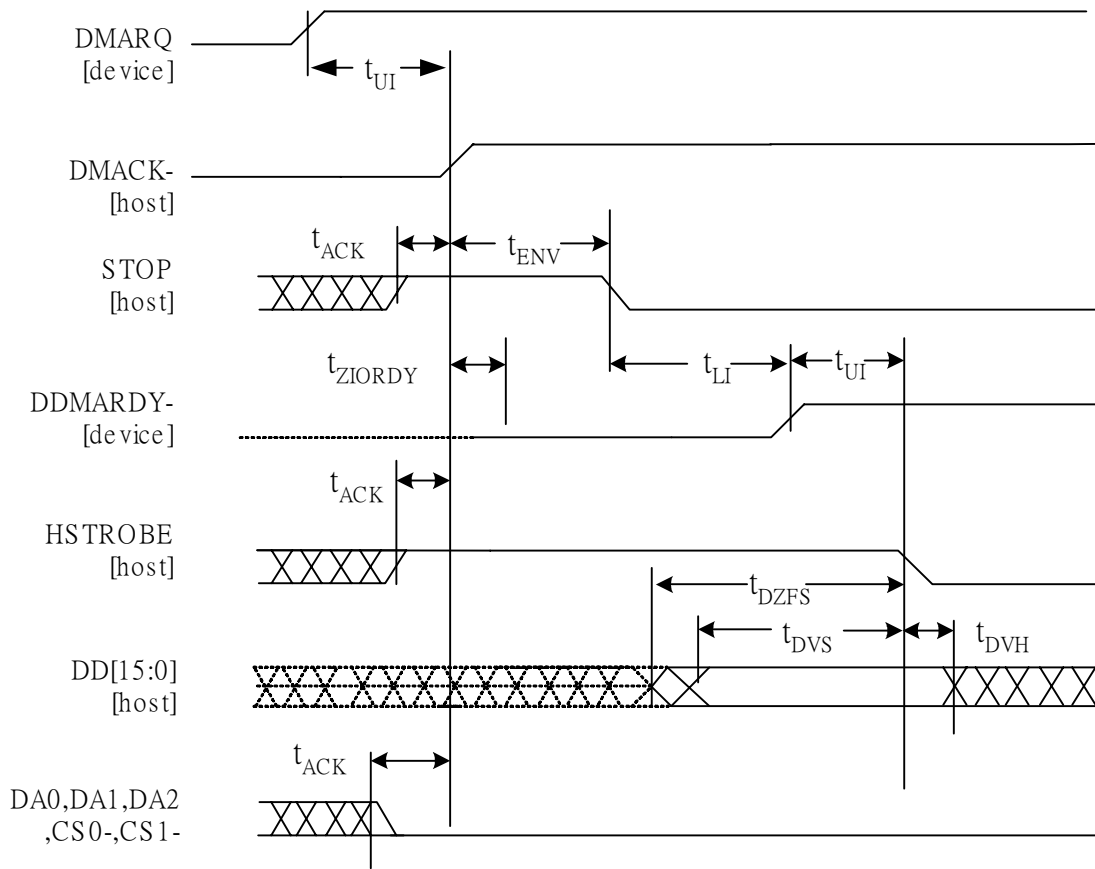 DMARQ
[device]
tUI
DMACK-
[host]
tACK
tENV
STOP
[host]
tZIORDY
tLI
tUI
DDMARDY-
[device]
tACK
HSTROBE
[host]
tDZFS
tDVS
tDVH
DD[15:0]
[host]
tACK
DA0,DA1,DA2
,CS0-,CS1-